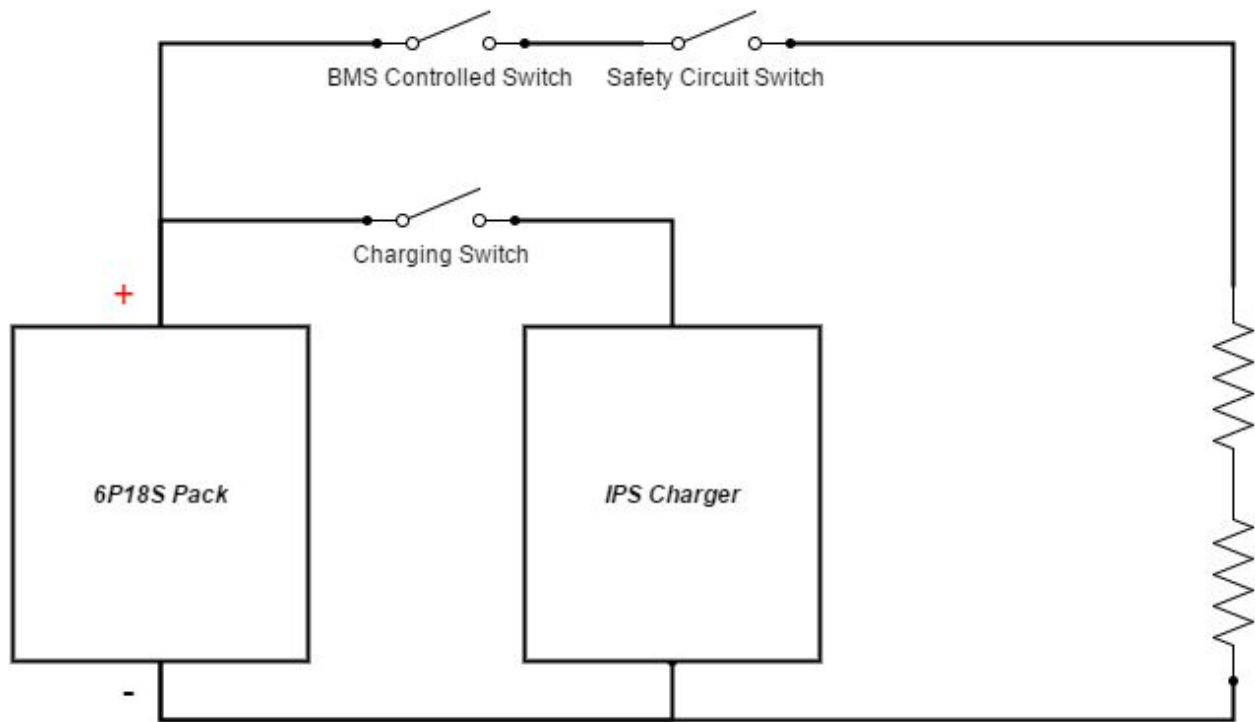 BMS Controlled Switch
Safety Circuit Switch
Charging Switch
+
6P18S Pack
IPS Charger
-